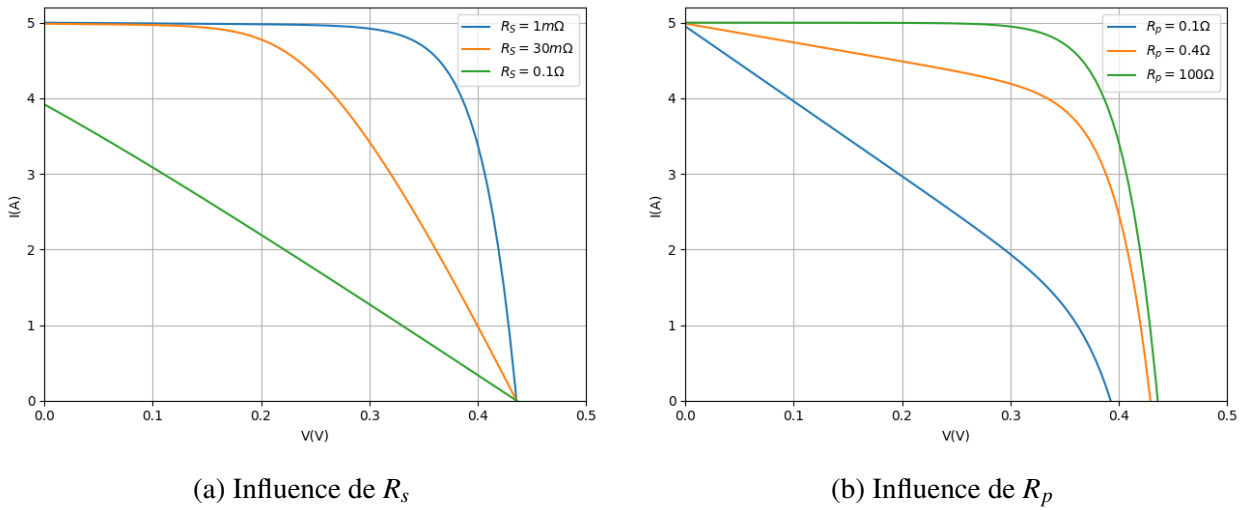 5
4
3
2
1
0
I(A)
0.0 0.1 0.2 0.3 0.4 0.5
V(V)
R_S = 1mΩ
R_S = 30mΩ
R_S = 0.1Ω
(a) Influence de R_s
5
4
3
2
1
0
I(A)
0.0 0.1 0.2 0.3 0.4 0.5
V(V)
R_p = 0.1Ω
R_p = 0.4Ω
R_p = 100Ω
(b) Influence de R_p